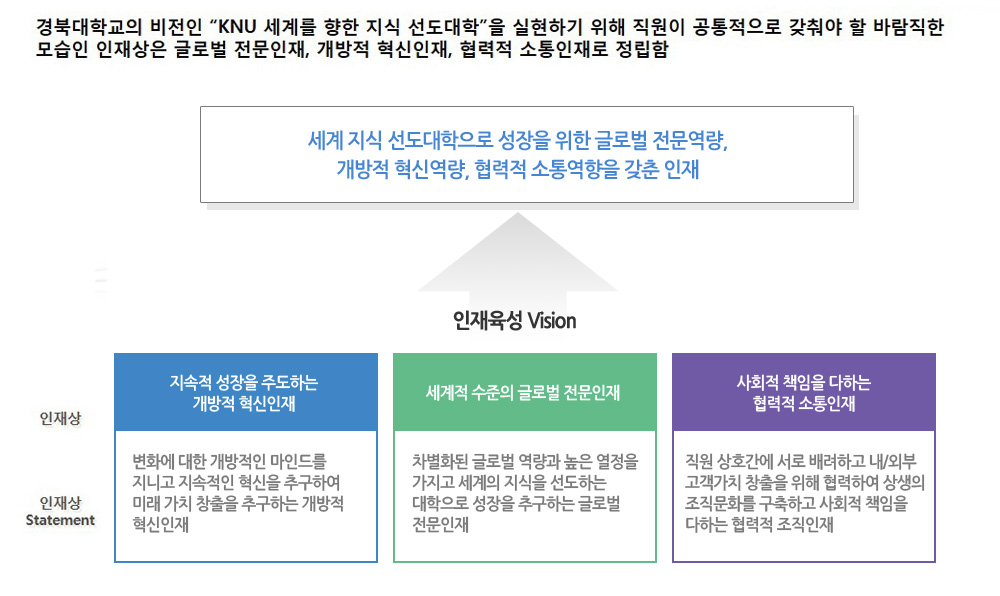 경북대학교의 비전인 “KNU 세계를 향한 지식 선도대학”을 실현하기 위해 직원이 공통적으로 갖춰야 할 바람직한
모습인 인재상은 글로벌 전문인재, 개방적 혁신인재, 협력적 소통인재로 정립함
세계 지식 선도대학으로 성장을 위한 글로벌 전문역량,
개방적 혁신역량, 협력적 소통역향을 갖춘 인재
인재육성 Vision
인재상
지속적 성장을 주도하는
개방적 혁신인재
세계적 수준의 글로벌 전문인재
사회적 책임을 다하는
협력적 소통인재
인재상
Statement
변화에 대한 개방적인 마인드를
지니고 지속적인 혁신을 추구하여
미래 가치 창출을 추구하는 개방적
혁신인재
차별화된 글로벌 역량과 높은 열정을
가지고 세계의 지식을 선도하는
대학으로 성장을 추구하는 글로벌
전문인재
직원 상호간에 서로 배려하고 내/외부
고객가치 창출을 위해 협력하여 상생의
조직문화를 구축하고 사회적 책임을
다하는 협력적 조직인재